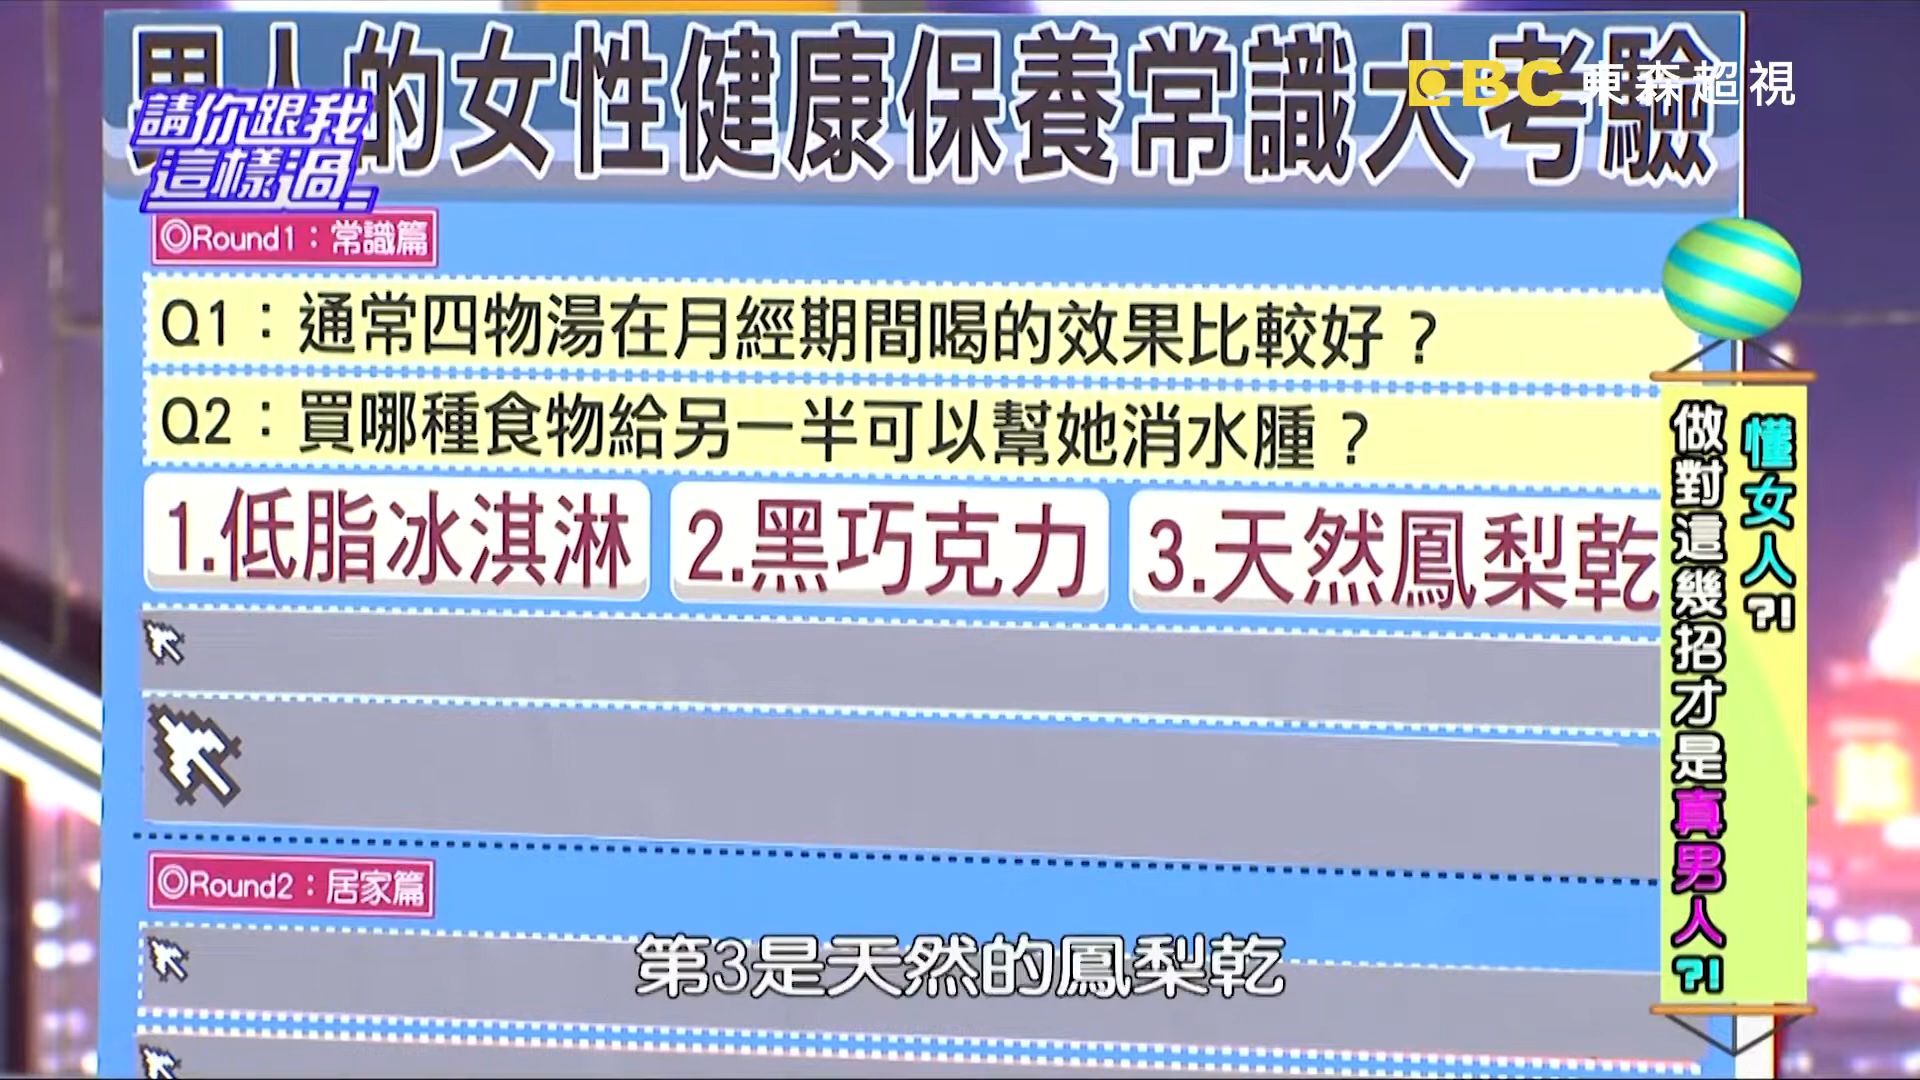 男人的女性健康保養常識大考驗
EBC 東森超視
請你跟我
這樣過
◎Round1：常識篇
Q1：通常四物湯在月經期間喝的效果比較好？
Q2：買哪種食物給另一半可以幫她消水腫？
1.低脂冰淇淋
2.黑巧克力
3.天然鳳梨乾
◎Round2：居家篇
懂女人?!
做對這幾招才是真男人?!
第3是天然的鳳梨乾